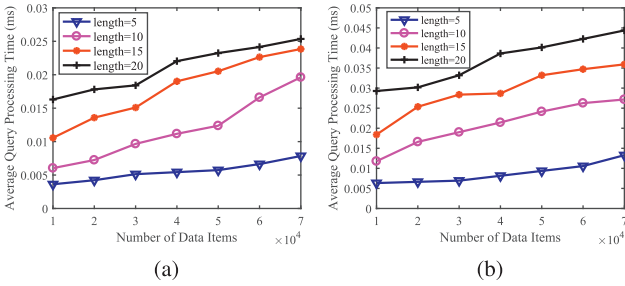 0.03
0.025
0.02
0.015
0.01
0.005
0
Average Query Processing Time (ms)
length=5
length=10
length=15
length=20
1 2 3 4 5 6 7
Number of Data Items
×10^4
(a)
0.05
0.045
0.04
0.035
0.03
0.025
0.02
0.015
0.01
0.005
0
Average Query Processing Time (ms)
length=5
length=10
length=15
length=20
1 2 3 4 5 6 7
Number of Data Items
×10^4
(b)